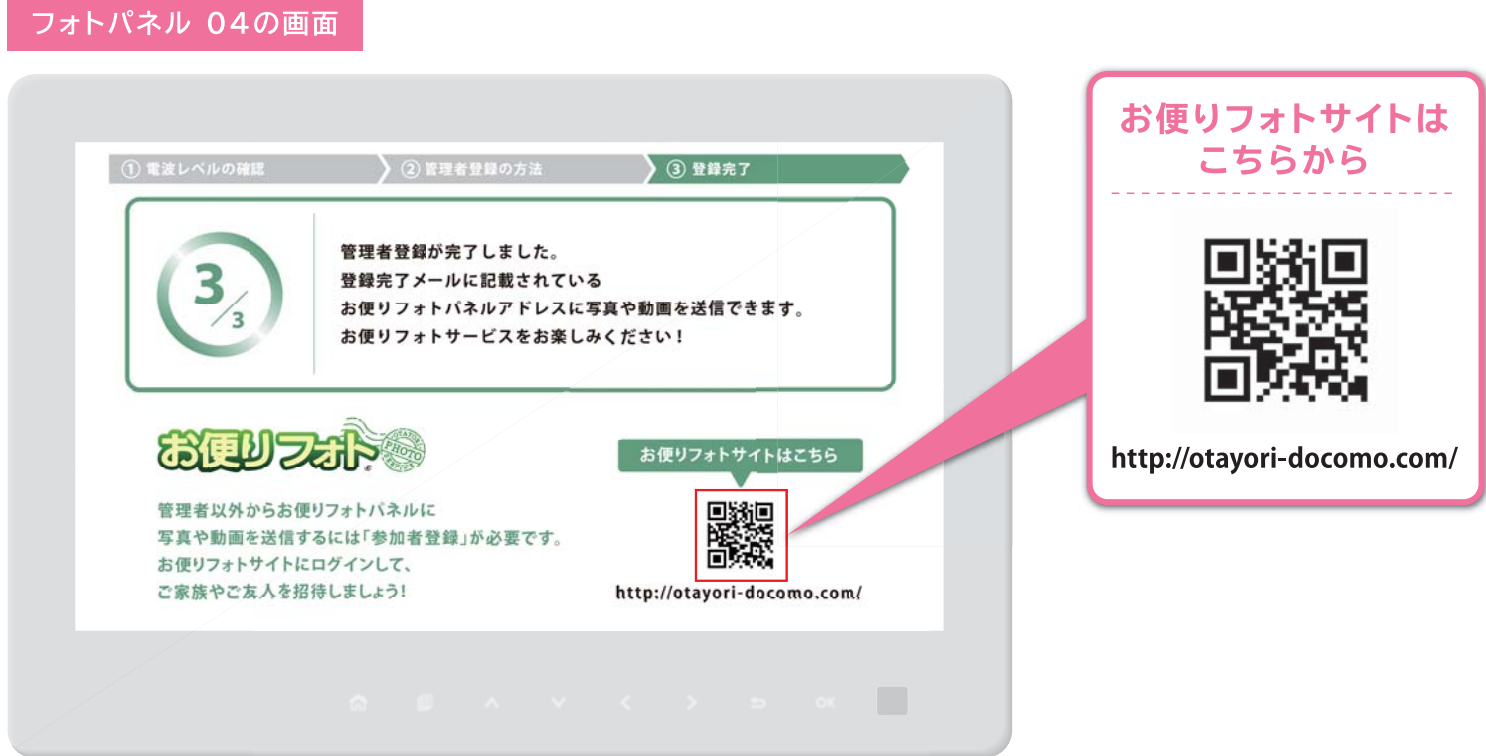 フォトパネル 04の画面
① 電波レベルの確認
② 管理者登録の方法
③ 登録完了
3/3
管理者登録が完了しました。
登録完了メールに記載されている
お便りフォトパネルアドレスに写真や動画を送信できます。
お便りフォトサービスをお楽しみください！
お便りフォト
PHOTO
管理者以外からお便りフォトパネルに
写真や動画を送信するには「参加者登録」が必要です。
お便りフォトサイトにログインして、
ご家族やご友人を招待しましょう！
お便りフォトサイトはこちら
http://otayori-docomo.com/
OK
お便りフォトサイトは
こちらから
http://otayori-docomo.com/